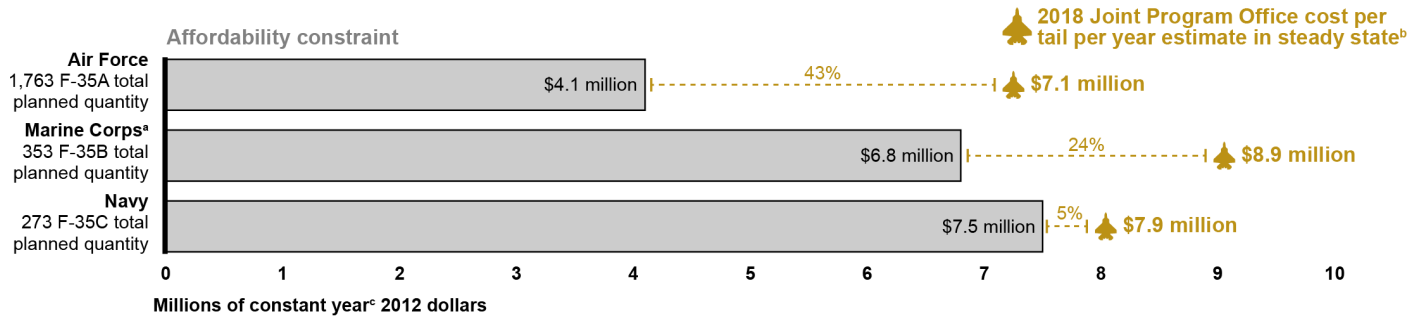 2018 Joint Program Office cost per
tail per year estimate in steady stateᵇ
Affordability constraint
Air Force
1,763 F-35A total
planned quantity
$4.1 million
43%
$7.1 million
Marine Corpsᵃ
353 F-35B total
planned quantity
$6.8 million
24%
$8.9 million
Navy
273 F-35C total
planned quantity
$7.5 million
5%
$7.9 million
0 1 2 3 4 5 6 7 8 9 10
Millions of constant yearᶜ 2012 dollars